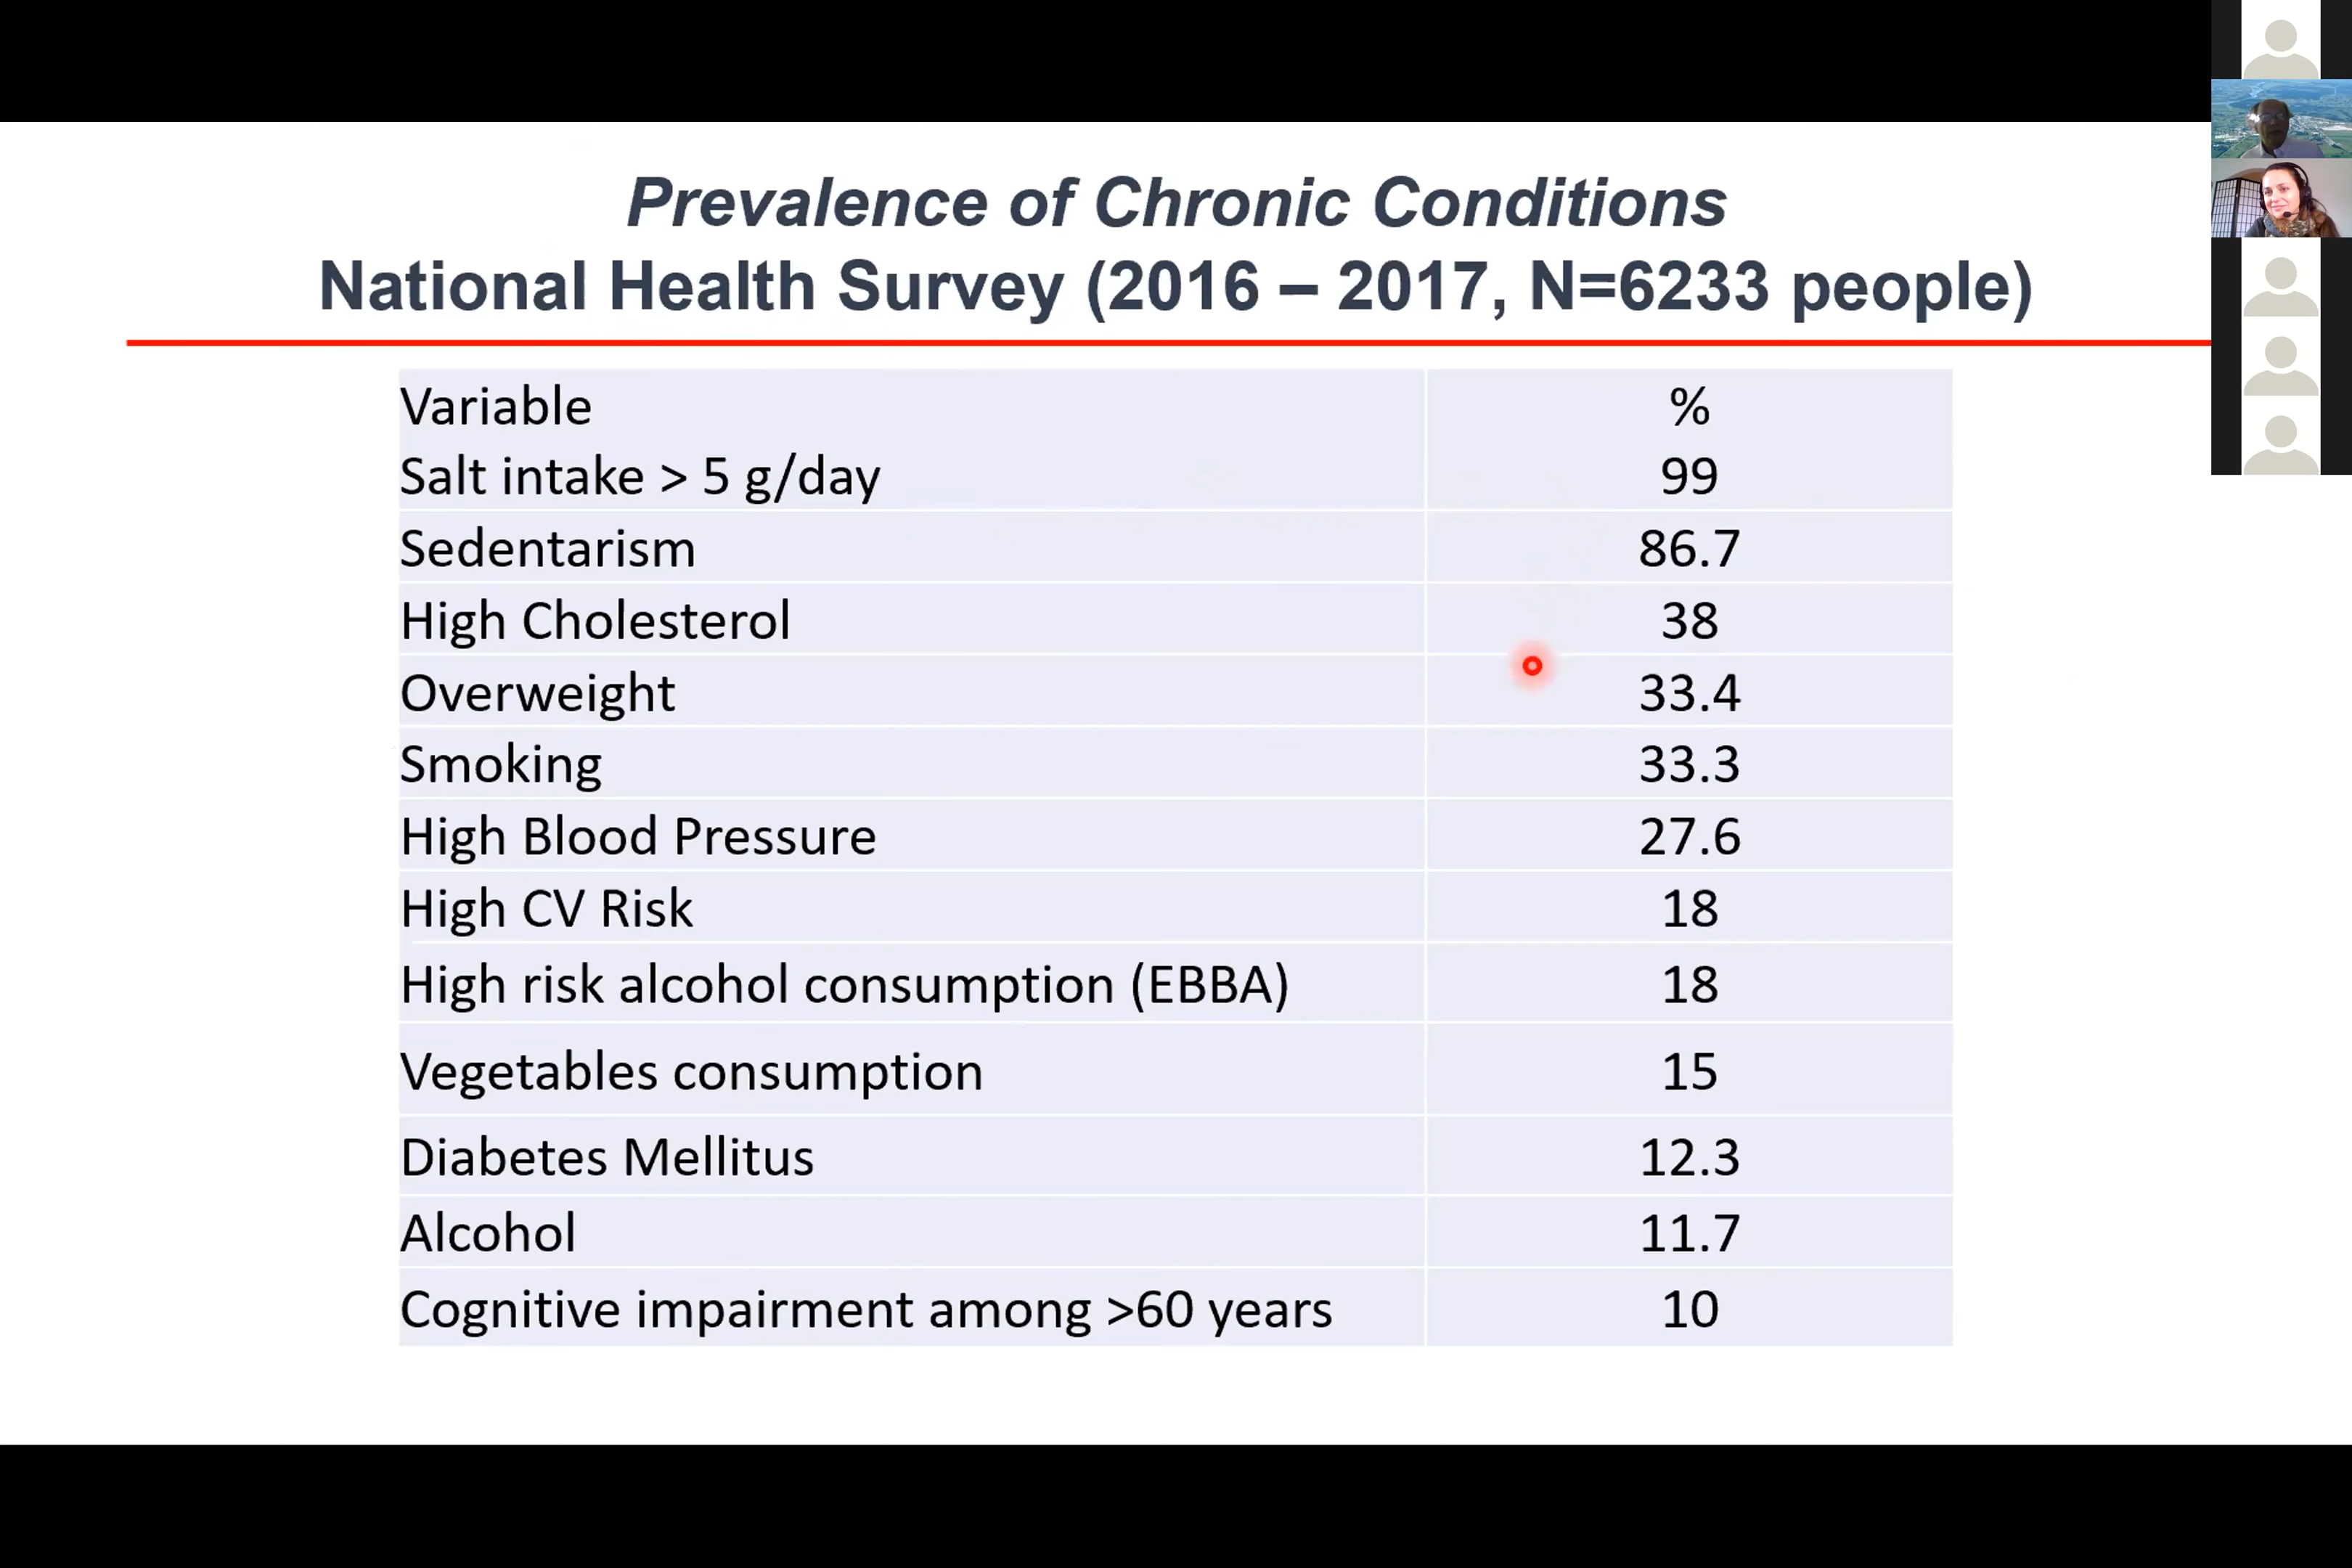 Prevalence of Chronic Conditions
National Health Survey (2016 – 2017, N=6233 people)
Variable %
Salt intake > 5 g/day 99
Sedentarism 86.7
High Cholesterol 38
Overweight 33.4
Smoking 33.3
High Blood Pressure 27.6
High CV Risk 18
High risk alcohol consumption (EBBA) 18
Vegetables consumption 15
Diabetes Mellitus 12.3
Alcohol 11.7
Cognitive impairment among >60 years 10